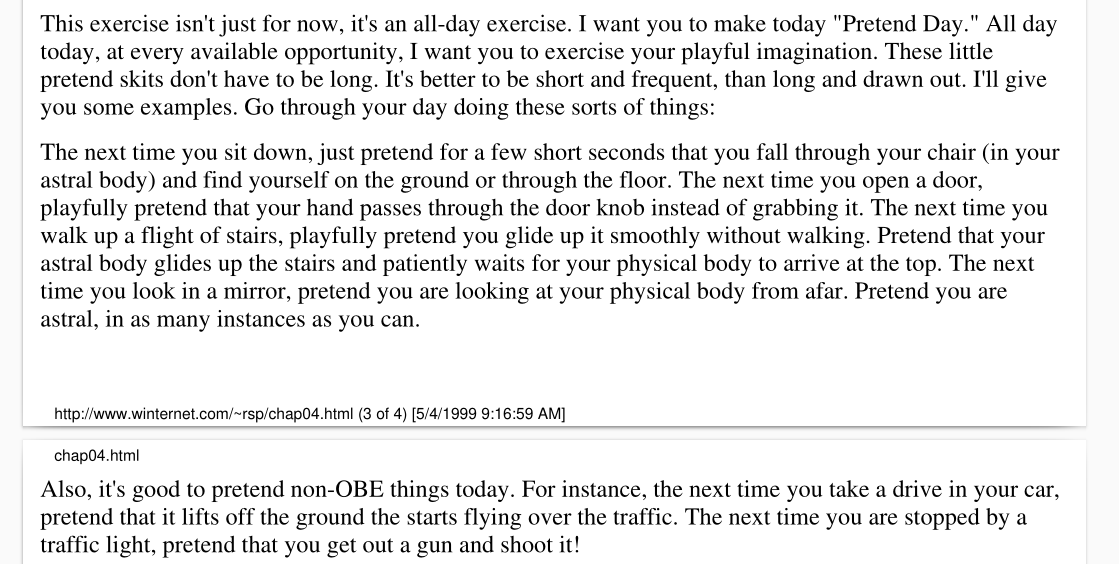 This exercise isn't just for now, it's an all-day exercise. I want you to make today "Pretend Day." All day
today, at every available opportunity, I want you to exercise your playful imagination. These little
pretend skits don't have to be long. It's better to be short and frequent, than long and drawn out. I'll give
you some examples. Go through your day doing these sorts of things:
The next time you sit down, just pretend for a few short seconds that you fall through your chair (in your
astral body) and find yourself on the ground or through the floor. The next time you open a door,
playfully pretend that your hand passes through the door knob instead of grabbing it. The next time you
walk up a flight of stairs, playfully pretend you glide up it smoothly without walking. Pretend that your
astral body glides up the stairs and patiently waits for your physical body to arrive at the top. The next
time you look in a mirror, pretend you are looking at your physical body from afar. Pretend you are
astral, in as many instances as you can.
http://www.winternet.com/~rsp/chap04.html (3 of 4) [5/4/1999 9:16:59 AM]
chap04.html
Also, it's good to pretend non-OBE things today. For instance, the next time you take a drive in your car,
pretend that it lifts off the ground the starts flying over the traffic. The next time you are stopped by a
traffic light, pretend that you get out a gun and shoot it!